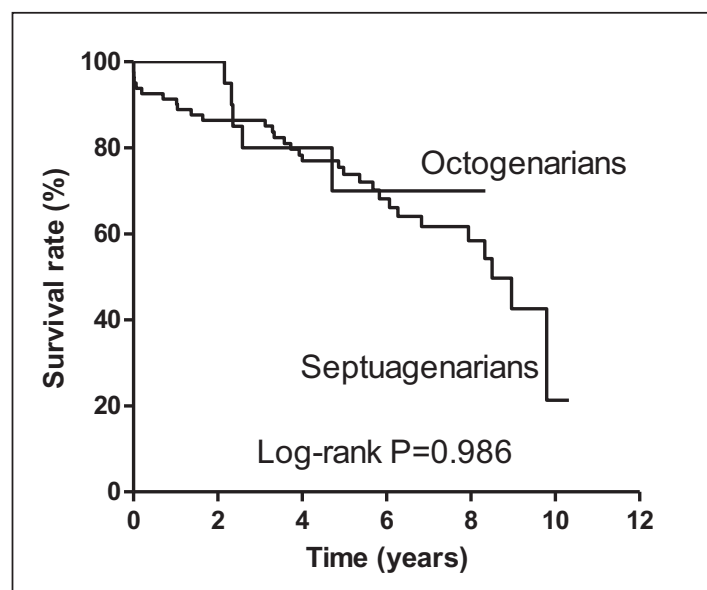 100
80
60
40
20
0
Survival rate (%)
Octogenarians
Septuagenarians
Log-rank P=0.986
0 2 4 6 8 10 12
Time (years)